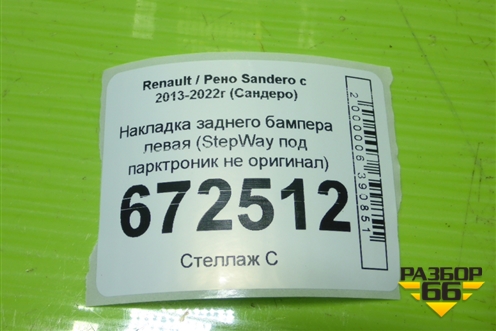 Renault / Рено Sandero с
2013-2022г (Сандеро)
Накладка заднего бампера
левая (StepWay под
парктроник не оригинал)
672512
Стеллаж С
2000006390851
РАЗБОР
66